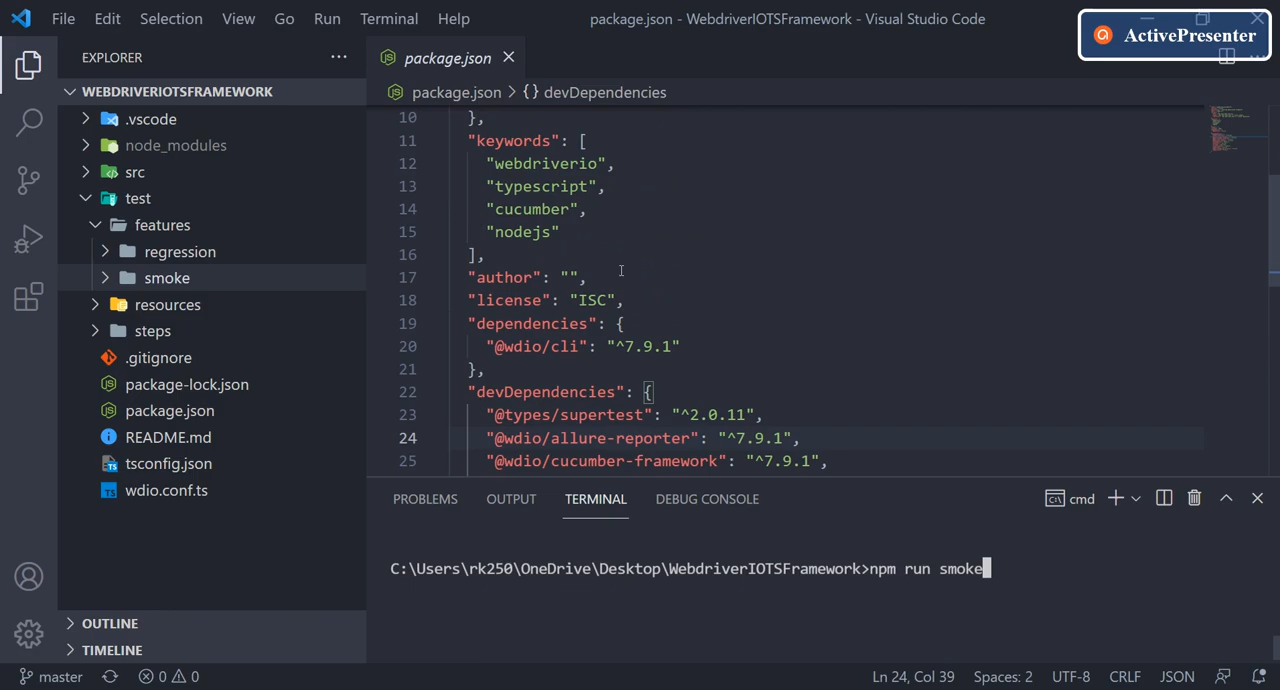 File Edit Selection View Go Run Terminal Help
package.json - WebdriverIOTSFramework - Visual Studio Code
ActivePresenter
EXPLORER
package.json
WEBDRIVERIOTSFRAMEWORK
package.json > {} devDependencies
.vscode
node_modules
src
test
features
regression
smoke
resources
steps
.gitignore
package-lock.json
package.json
README.md
tsconfig.json
wdio.conf.ts
OUTLINE
TIMELINE
10 },
11 "keywords": [
12 "webdriverio",
13 "typescript",
14 "cucumber",
15 "nodejs"
16 ],
17 "author": "",
18 "license": "ISC",
19 "dependencies": {
20 "@wdio/cli": "^7.9.1"
21 },
22 "devDependencies": {
23 "@types/supertest": "^2.0.11",
24 "@wdio/allure-reporter": "^7.9.1",
25 "@wdio/cucumber-framework": "^7.9.1",
PROBLEMS OUTPUT TERMINAL DEBUG CONSOLE
cmd
C:\Users\rk250\OneDrive\Desktop\WebdriverIOTSFramework>npm run smoke
master 0 0 Ln 24, Col 39 Spaces: 2 UTF-8 CRLF JSON